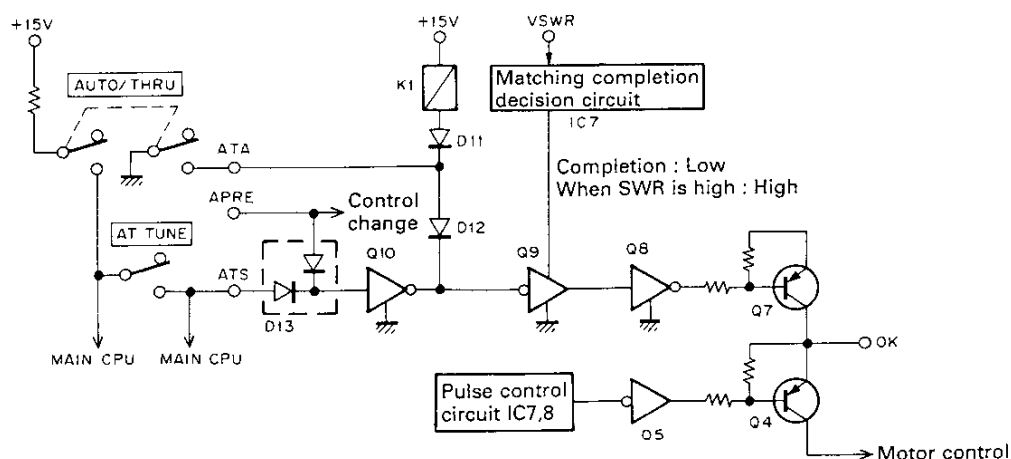 +15V
+15V
VSWR
AUTO/THRU
K1
Matching completion
decision circuit
IC7
D11
ATA
Completion : Low
When SWR is high : High
APRE
Control
change
D12
AT TUNE
Q10
Q9
Q8
ATS
D13
Q7
MAIN CPU
MAIN CPU
OK
Pulse control
circuit IC7,8
Q5
Q4
Motor control